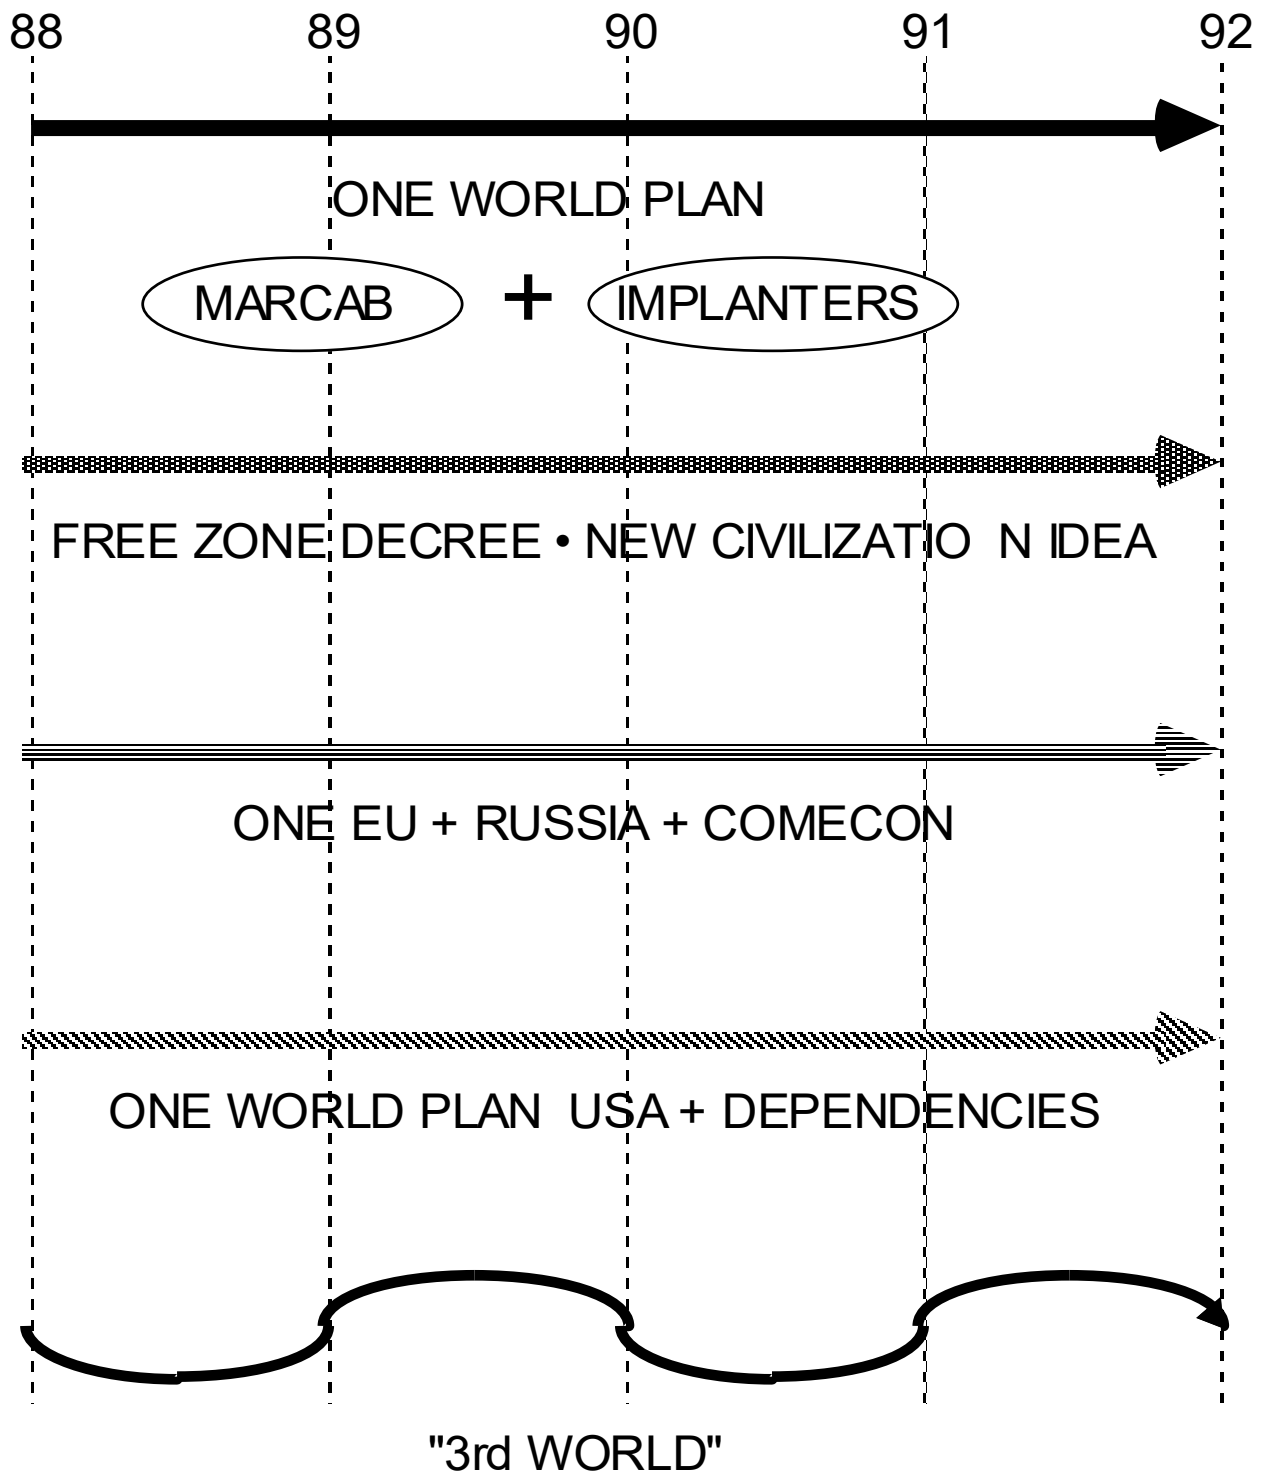 88 89 90 91 92
ONE WORLD PLAN
MARCAB + IMPLANTERS
FREE ZONE DECREE • NEW CIVILIZATIO N IDEA
ONE EU + RUSSIA + COMECON
ONE WORLD PLAN USA + DEPENDENCIES
"3rd WORLD"